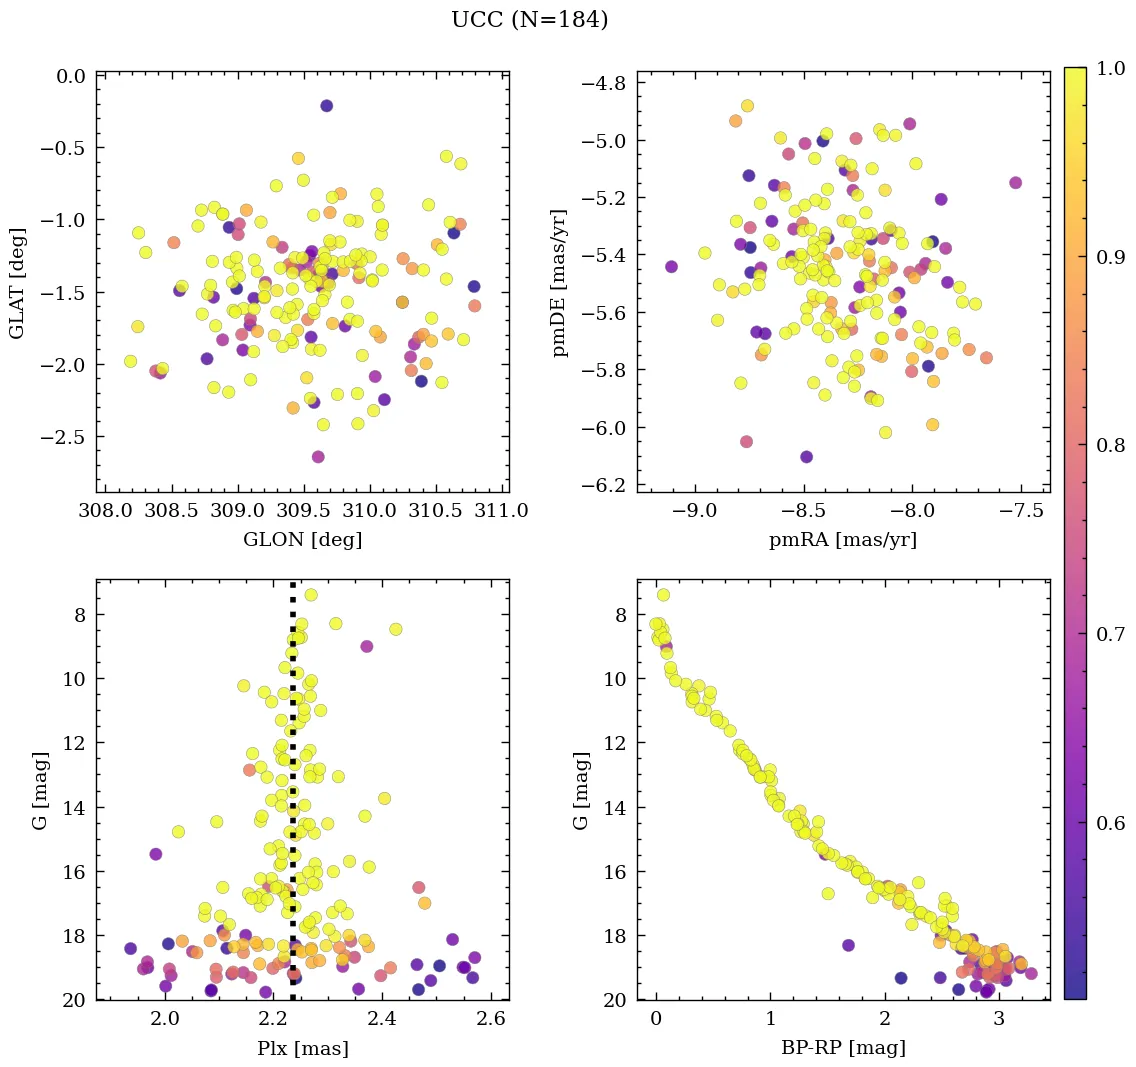 UCC (N=184)
0.0
−0.5
−1.0
−1.5
−2.0
−2.5
GLAT [deg]
308.0 308.5 309.0 309.5 310.0 310.5 311.0
GLON [deg]
−4.8
−5.0
−5.2
−5.4
−5.6
−5.8
−6.0
−6.2
pmDE [mas/yr]
−9.0 −8.5 −8.0 −7.5
pmRA [mas/yr]
1.0
0.9
0.8
0.7
0.6
8
10
12
14
16
18
20
G [mag]
2.0 2.2 2.4 2.6
Plx [mas]
8
10
12
14
16
18
20
G [mag]
0 1 2 3
BP-RP [mag]